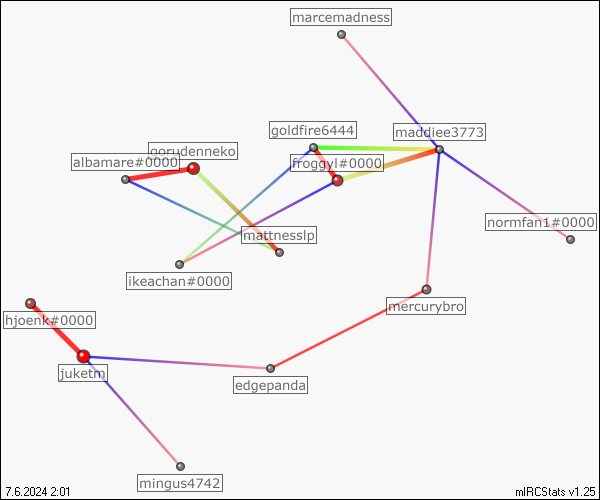 marcemadness
goldfire6444
maddiee3773
gorudenneko
albamare#0000
froggyl#0000
normfan1#0000
mattnesslp
ikeachan#0000
mercurybro
hjoenk#0000
juketm
edgepanda
mingus4742
7.6.2024 2:01
mIRCStats v1.25